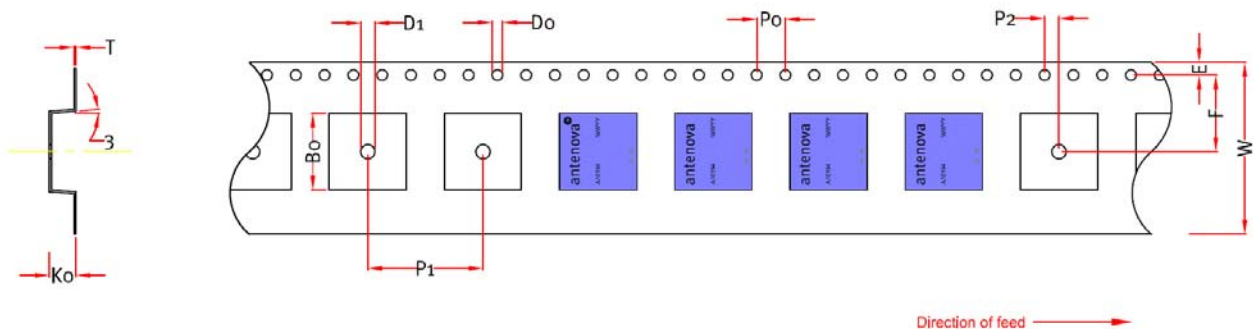 T
D1
Do
Po
P2
E
F
W
3
Bo
antenova
antenova
antenova
antenova
Ko
P1
Direction of feed